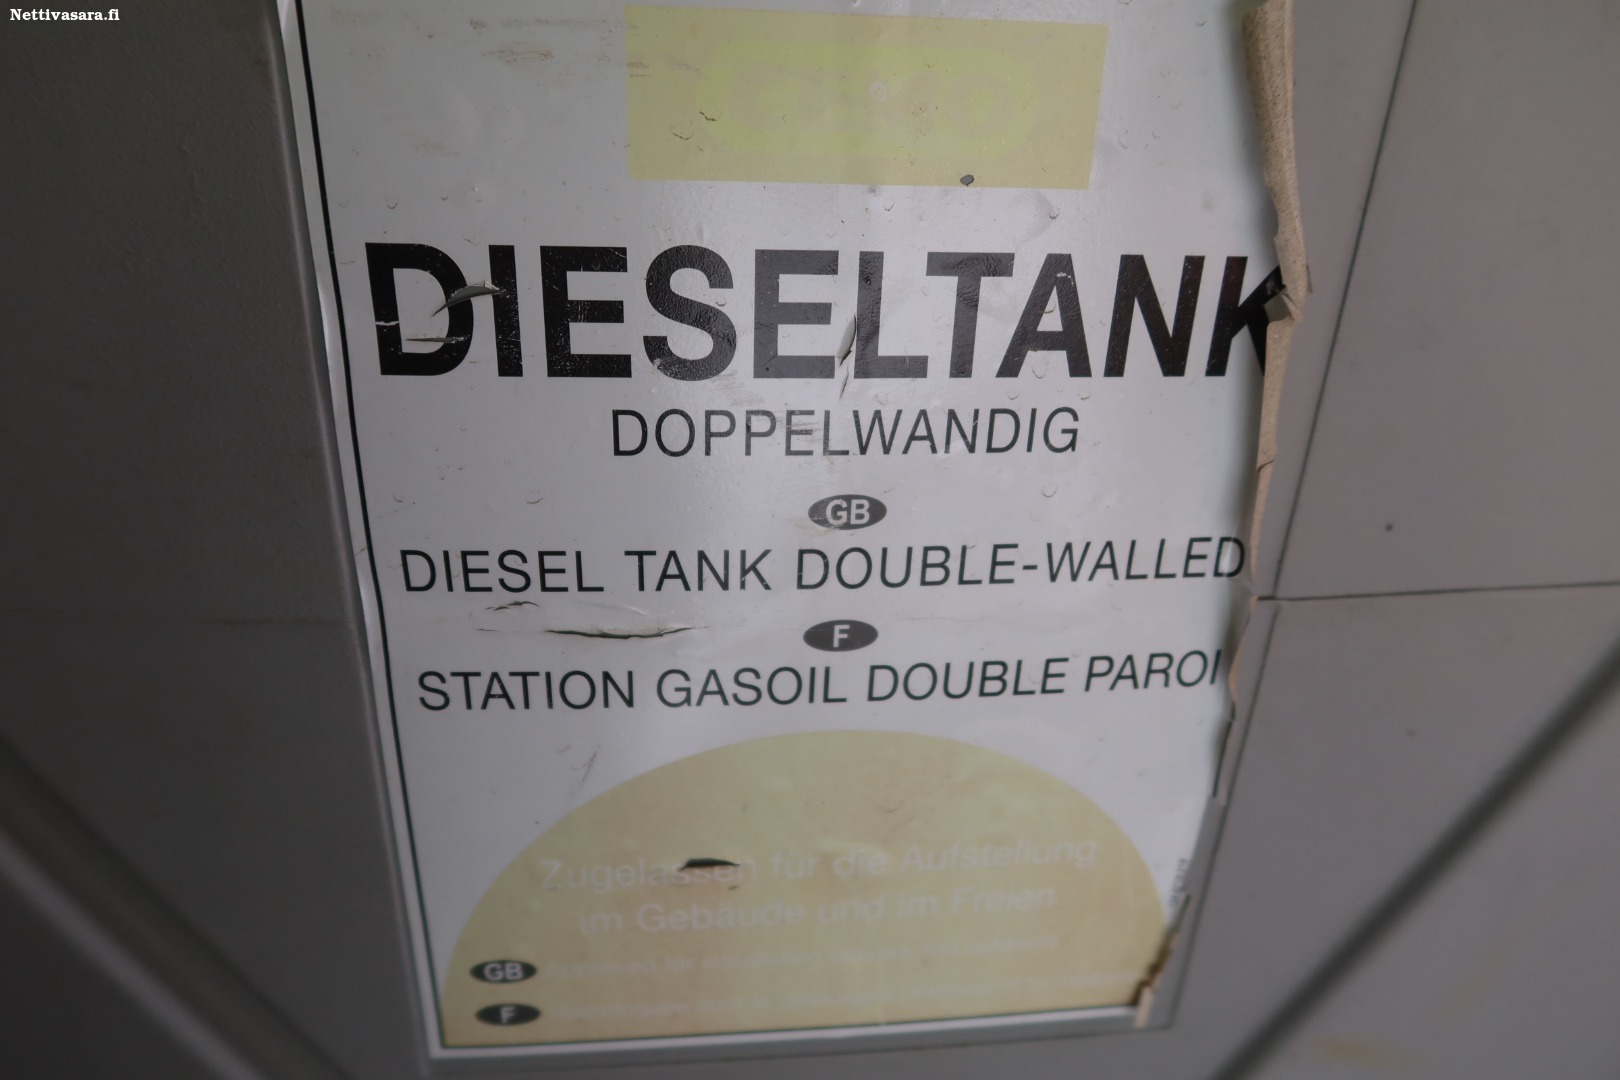 Nettivasara.fi
DIESELTANK
DOPPELWANDIG
GB
DIESEL TANK DOUBLE-WALLED
F
STATION GASOIL DOUBLE PAROI
Zugelassen für die Aufstellung
im Gebäude und im Freien
GB
F